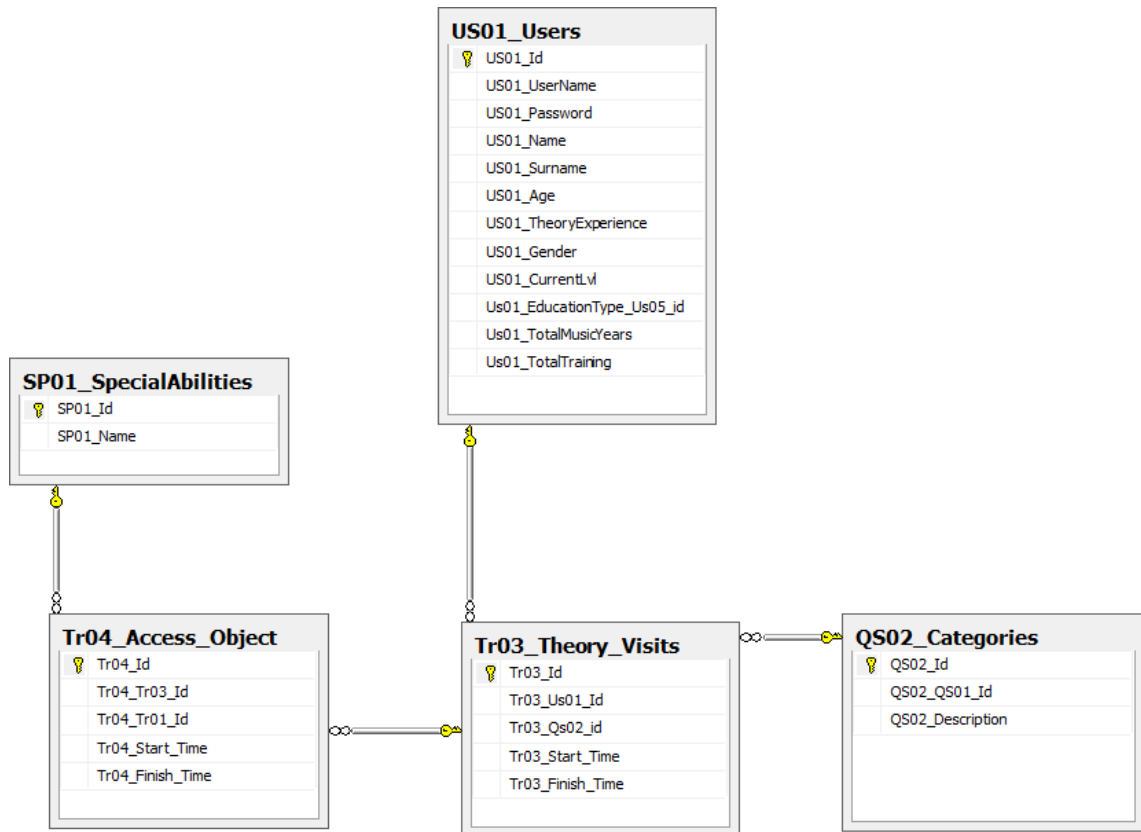 US01_Users
US01_Id
US01_UserName
US01_Password
US01_Name
US01_Surname
US01_Age
US01_TheoryExperience
US01_Gender
US01_CurrentLvl
Us01_EducationType_Us05_id
Us01_TotalMusicYears
Us01_TotalTraining
SP01_SpecialAbilities
SP01_Id
SP01_Name
Tr04_Access_Object
Tr04_Id
Tr04_Tr03_Id
Tr04_Tr01_Id
Tr04_Start_Time
Tr04_Finish_Time
Tr03_Theory_Visits
Tr03_Id
Tr03_Us01_Id
Tr03_Qs02_id
Tr03_Start_Time
Tr03_Finish_Time
QS02_Categories
QS02_Id
QS02_QS01_Id
QS02_Description